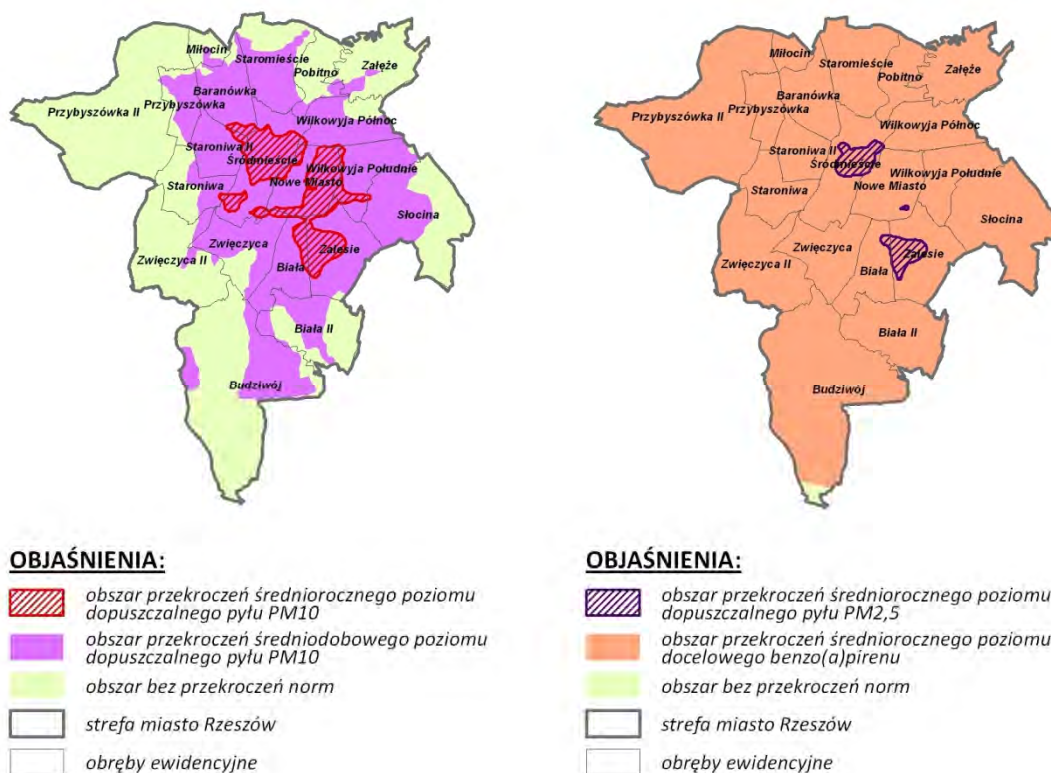 Miłocin
Staromieście
Pobitno
Załęże
Baranówka
Przybyszówka II
Przybyszówka
Wilkowyja Północ
Staroniwa II
Śródmieście
Wilkowyja Południe
Nowe Miasto
Staroniwa
Słocina
Zwięczyca
Zalesie
Zwięczyca II
Biała
Biała II
Budziwój
OBJAŚNIENIA:
obszar przekroczeń średniorocznego poziomu
dopuszczalnego pyłu PM10
obszar przekroczeń średniodobowego poziomu
dopuszczalnego pyłu PM10
obszar bez przekroczeń norm
strefa miasto Rzeszów
obręby ewidencyjne
Miłocin
Staromieście
Pobitno
Załęże
Baranówka
Przybyszówka II
Przybyszówka
Wilkowyja Północ
Staroniwa II
Śródmieście
Wilkowyja Południe
Nowe Miasto
Staroniwa
Słocina
Zwięczyca
Zalesie
Zwięczyca II
Biała
Biała II
Budziwój
OBJAŚNIENIA:
obszar przekroczeń średniorocznego poziomu
dopuszczalnego pyłu PM2,5
obszar przekroczeń średniorocznego poziomu
docelowego benzo(a)pirenu
obszar bez przekroczeń norm
strefa miasto Rzeszów
obręby ewidencyjne